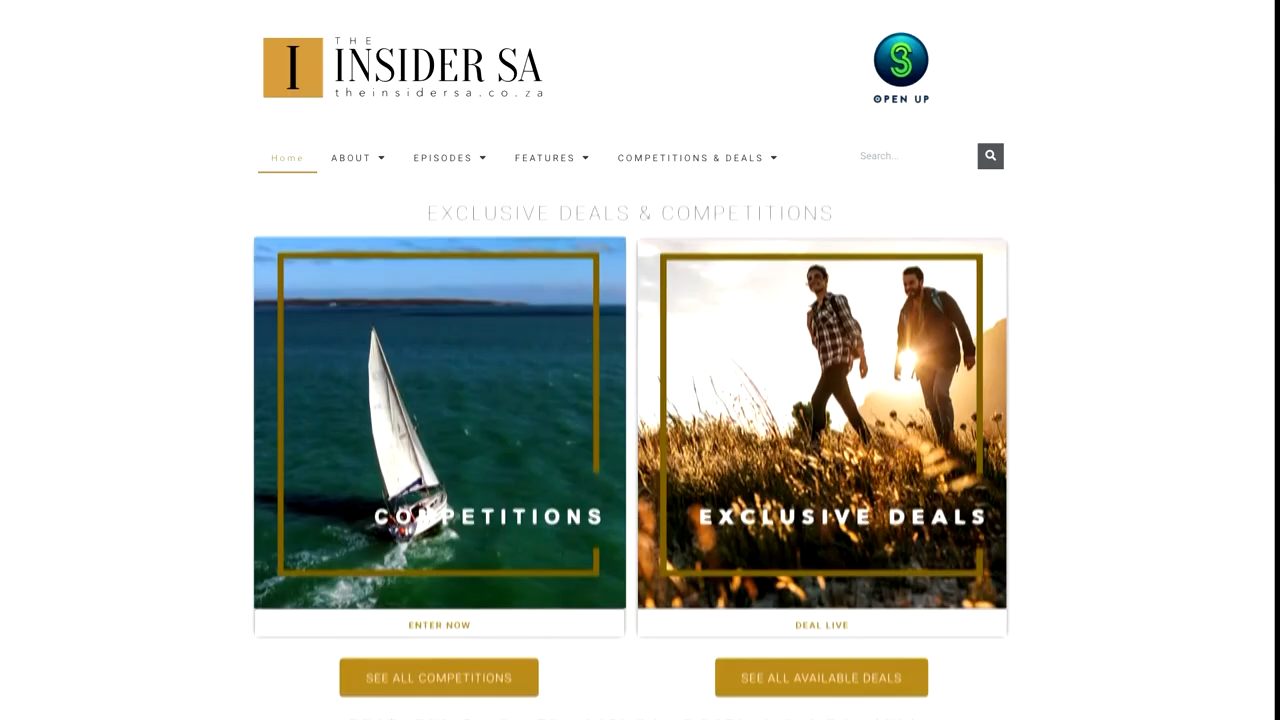 I
THE
INSIDER SA
theinsidersa.co.za
S3
OPEN UP
Home
ABOUT
EPISODES
FEATURES
COMPETITIONS & DEALS
Search...
EXCLUSIVE DEALS & COMPETITIONS
COMPETITIONS
EXCLUSIVE DEALS
ENTER NOW
DEAL LIVE
SEE ALL COMPETITIONS
SEE ALL AVAILABLE DEALS